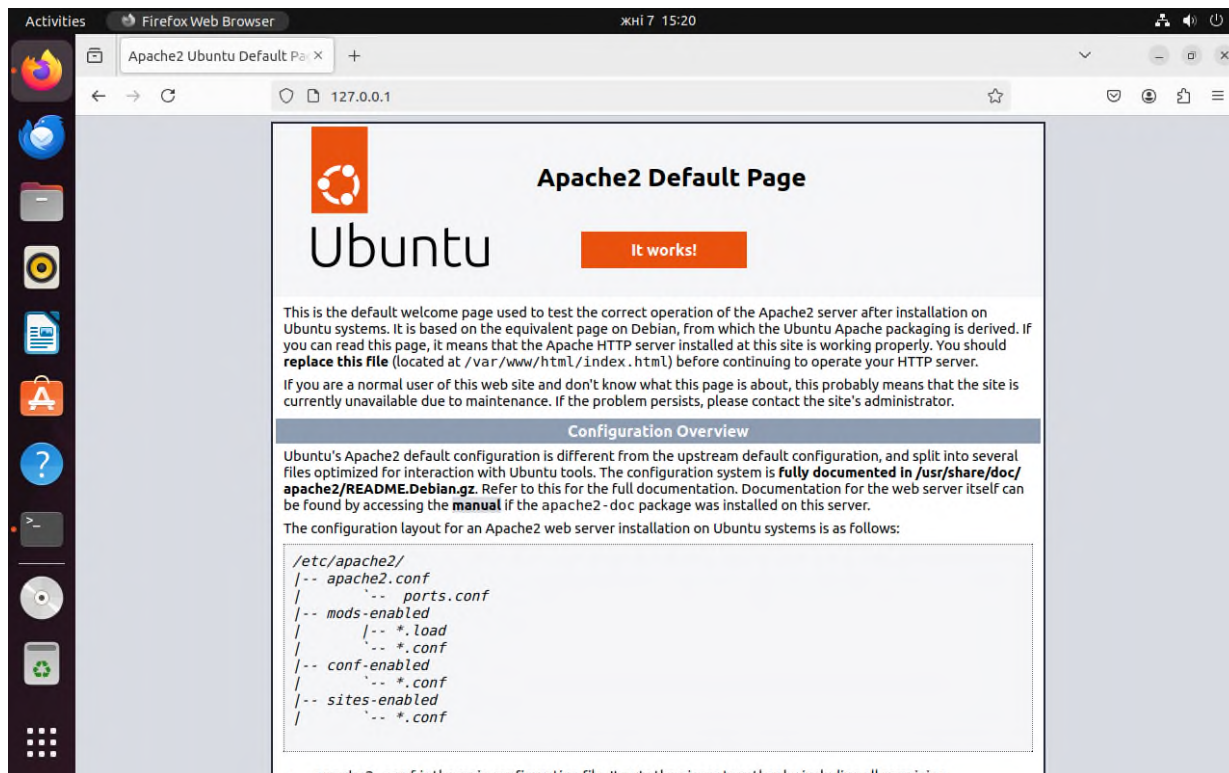 Activities
Firefox Web Browser
жні 7 15:20
Apache2 Ubuntu Default Pa
127.0.0.1
Ubuntu
Apache2 Default Page
It works!
This is the default welcome page used to test the correct operation of the Apache2 server after installation on
Ubuntu systems. It is based on the equivalent page on Debian, from which the Ubuntu Apache packaging is derived. If
you can read this page, it means that the Apache HTTP server installed at this site is working properly. You should
replace this file (located at /var/www/html/index.html) before continuing to operate your HTTP server.
If you are a normal user of this web site and don't know what this page is about, this probably means that the site is
currently unavailable due to maintenance. If the problem persists, please contact the site's administrator.
Configuration Overview
Ubuntu's Apache2 default configuration is different from the upstream default configuration, and split into several
files optimized for interaction with Ubuntu tools. The configuration system is fully documented in /usr/share/doc/
apache2/README.Debian.gz. Refer to this for the full documentation. Documentation for the web server itself can
be found by accessing the manual if the apache2-doc package was installed on this server.
The configuration layout for an Apache2 web server installation on Ubuntu systems is as follows:
/etc/apache2/
|-- apache2.conf
|       `--  ports.conf
|-- mods-enabled
|       |-- *.load
|       `-- *.conf
|-- conf-enabled
|       `-- *.conf
|-- sites-enabled
|       `-- *.conf